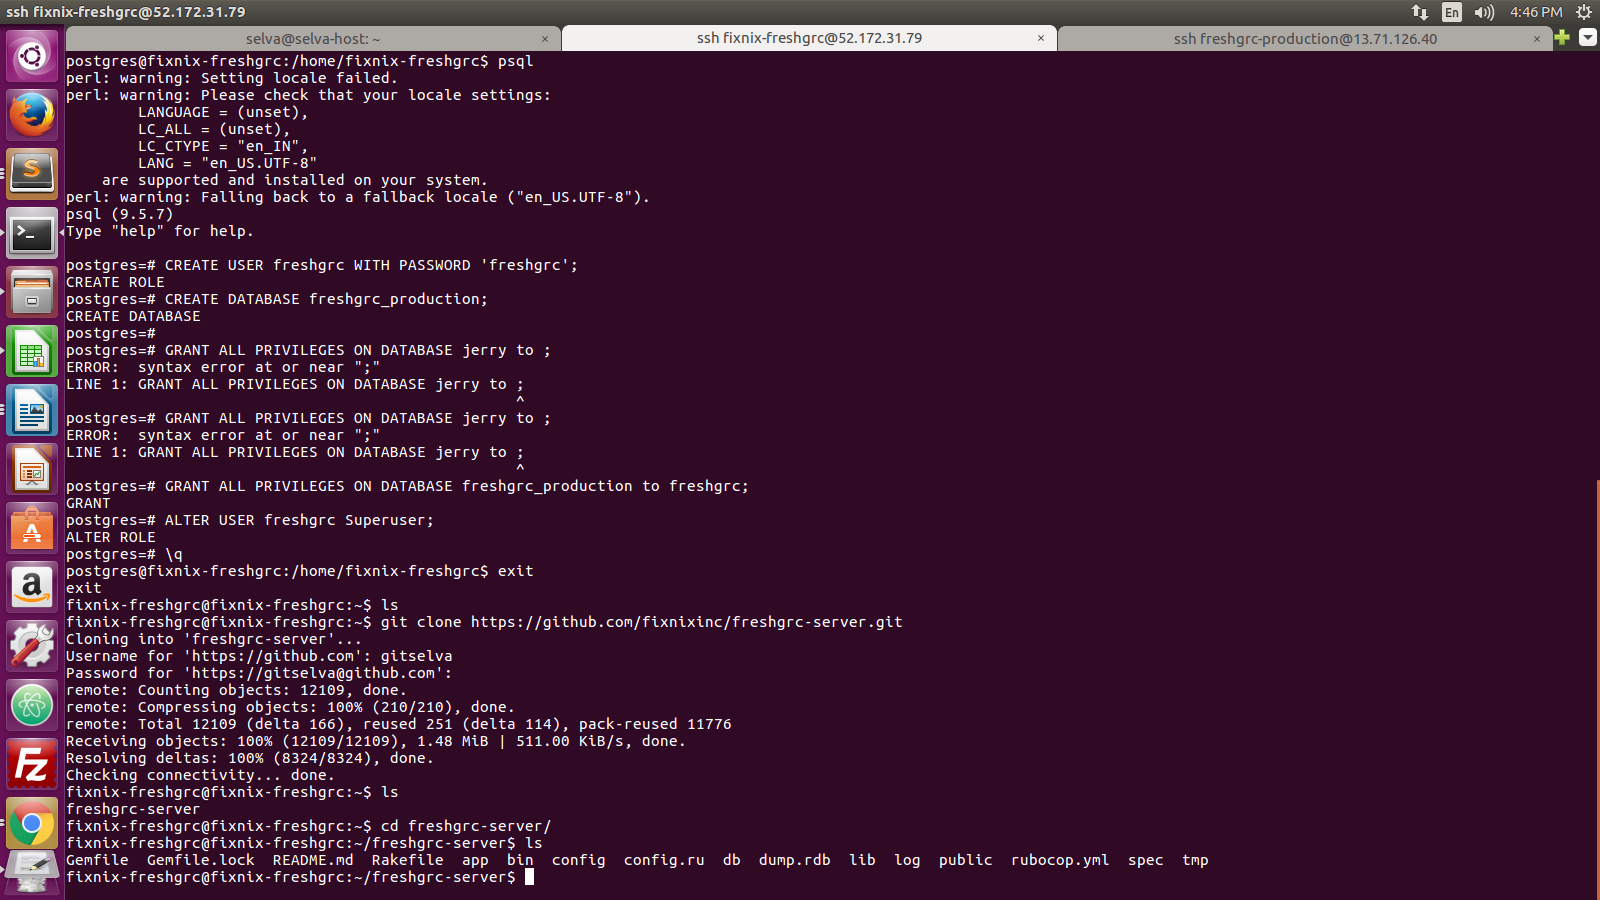 ssh fixnix-freshgrc@52.172.31.79
En
4:46 PM
selva@selva-host: ~ ×
ssh fixnix-freshgrc@52.172.31.79 ×
ssh freshgrc-production@13.71.126.40 ×
postgres@fixnix-freshgrc:/home/fixnix-freshgrc$ psql
perl: warning: Setting locale failed.
perl: warning: Please check that your locale settings:
        LANGUAGE = (unset),
        LC_ALL = (unset),
        LC_CTYPE = "en_IN",
        LANG = "en_US.UTF-8"
    are supported and installed on your system.
perl: warning: Falling back to a fallback locale ("en_US.UTF-8").
psql (9.5.7)
Type "help" for help.
postgres=# CREATE USER freshgrc WITH PASSWORD 'freshgrc';
CREATE ROLE
postgres=# CREATE DATABASE freshgrc_production;
CREATE DATABASE
postgres=#
postgres=# GRANT ALL PRIVILEGES ON DATABASE jerry to ;
ERROR:  syntax error at or near ";"
LINE 1: GRANT ALL PRIVILEGES ON DATABASE jerry to ;
                                                  ^
postgres=# GRANT ALL PRIVILEGES ON DATABASE jerry to ;
ERROR:  syntax error at or near ";"
LINE 1: GRANT ALL PRIVILEGES ON DATABASE jerry to ;
                                                  ^
postgres=# GRANT ALL PRIVILEGES ON DATABASE freshgrc_production to freshgrc;
GRANT
postgres=# ALTER USER freshgrc Superuser;
ALTER ROLE
postgres=# \q
postgres@fixnix-freshgrc:/home/fixnix-freshgrc$ exit
exit
fixnix-freshgrc@fixnix-freshgrc:~$ ls
fixnix-freshgrc@fixnix-freshgrc:~$ git clone https://github.com/fixnixinc/freshgrc-server.git
Cloning into 'freshgrc-server'...
Username for 'https://github.com': gitselva
Password for 'https://gitselva@github.com':
remote: Counting objects: 12109, done.
remote: Compressing objects: 100% (210/210), done.
remote: Total 12109 (delta 166), reused 251 (delta 114), pack-reused 11776
Receiving objects: 100% (12109/12109), 1.48 MiB | 511.00 KiB/s, done.
Resolving deltas: 100% (8324/8324), done.
Checking connectivity... done.
fixnix-freshgrc@fixnix-freshgrc:~$ ls
freshgrc-server
fixnix-freshgrc@fixnix-freshgrc:~$ cd freshgrc-server/
fixnix-freshgrc@fixnix-freshgrc:~/freshgrc-server$ ls
Gemfile  Gemfile.lock  README.md  Rakefile  app  bin  config  config.ru  db  dump.rdb  lib  log  public  rubocop.yml  spec  tmp
fixnix-freshgrc@fixnix-freshgrc:~/freshgrc-server$